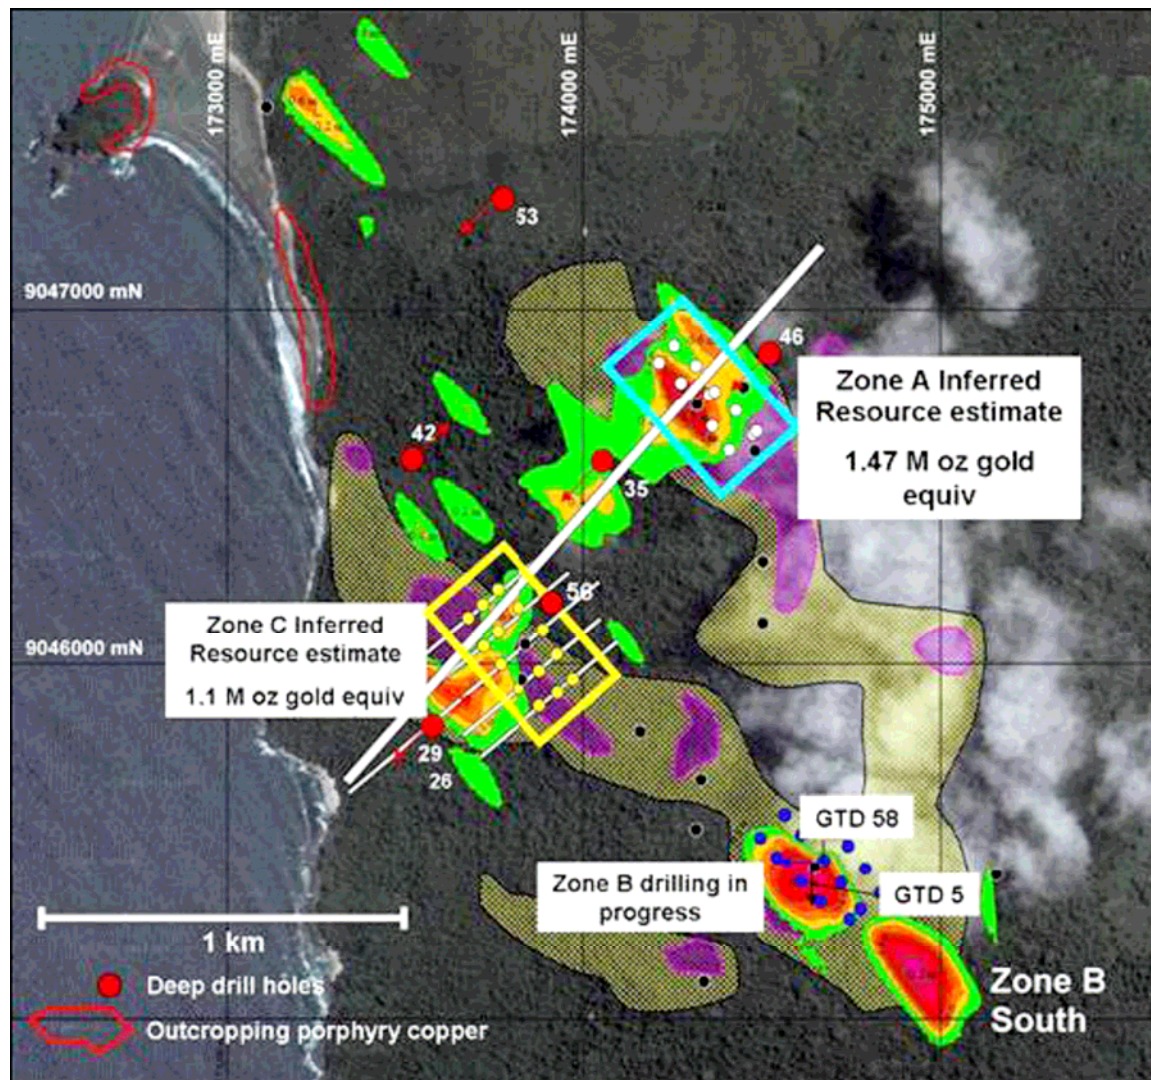 173000 mE
174000 mE
175000 mE
53
9047000 mN
46
Zone A Inferred
Resource estimate
1.47 M oz gold
equiv
42
35
56
Zone C Inferred
Resource estimate
1.1 M oz gold equiv
9046000 mN
29
26
GTD 58
Zone B drilling in
progress
GTD 5
1 km
Zone B
South
Deep drill holes
Outcropping porphyry copper